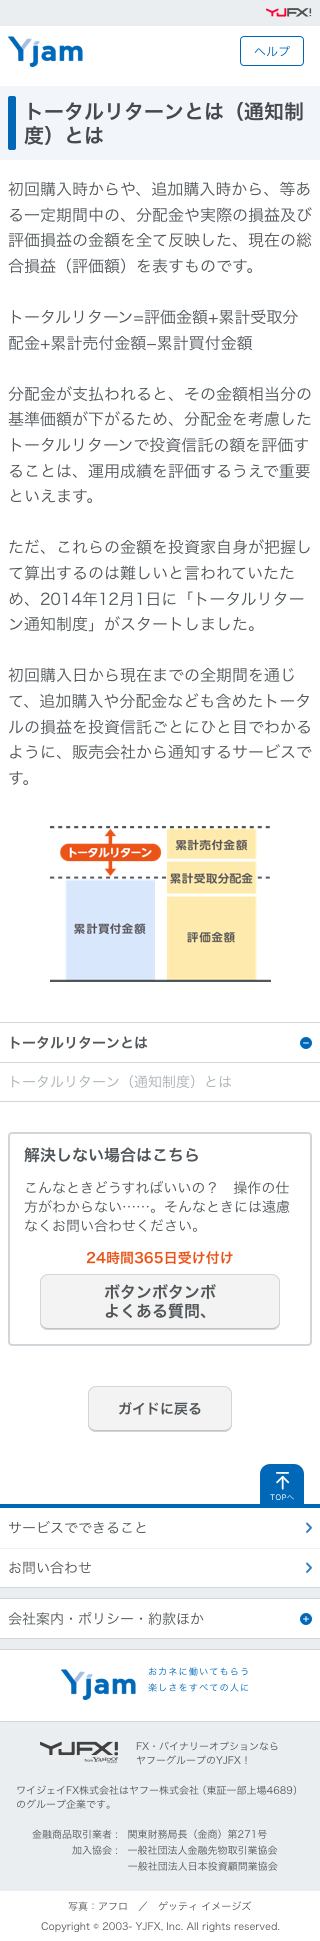 YJFX!
Yjam
ヘルプ
トータルリターンとは（通知制
度）とは
初回購入時からや、追加購入時から、等あ
る一定期間中の、分配金や実際の損益及び
評価損益の金額を全て反映した、現在の総
合損益（評価額）を表すものです。
トータルリターン=評価金額+累計受取分
配金+累計売付金額−累計買付金額
分配金が支払われると、その金額相当分の
基準価額が下がるため、分配金を考慮した
トータルリターンで投資信託の額を評価す
ることは、運用成績を評価するうえで重要
といえます。
ただ、これらの金額を投資家自身が把握し
て算出するのは難しいと言われていたた
め、2014年12月1日に「トータルリター
ン通知制度」がスタートしました。
初回購入日から現在までの全期間を通じ
て、追加購入や分配金なども含めたトータ
ルの損益を投資信託ごとにひと目でわかる
ように、販売会社から通知するサービスで
す。
トータルリターン
累計売付金額
累計受取分配金
累計買付金額
評価金額
トータルリターンとは
トータルリターン（通知制度）とは
解決しない場合はこちら
こんなときどうすればいいの？　操作の仕
方がわからない……。そんなときには遠慮
なくお問い合わせください。
24時間365日受け付け
ボタンボタンボ
よくある質問、
ガイドに戻る
TOPへ
サービスでできること
お問い合わせ
会社案内・ポリシー・約款ほか
Yjam
おカネに働いてもらう
楽しさをすべての人に
YJFX!
from Yahoo!
FX・バイナリーオプションなら
ヤフーグループのYJFX！
ワイジェイFX株式会社はヤフー株式会社（東証一部上場4689）
のグループ企業です。
金融商品取引業者： 関東財務局長（金商）第271号
加入協会： 一般社団法人金融先物取引業協会
一般社団法人日本投資顧問業協会
写真：アフロ　／　ゲッティ イメージズ
Copyright © 2003- YJFX, Inc. All rights reserved.